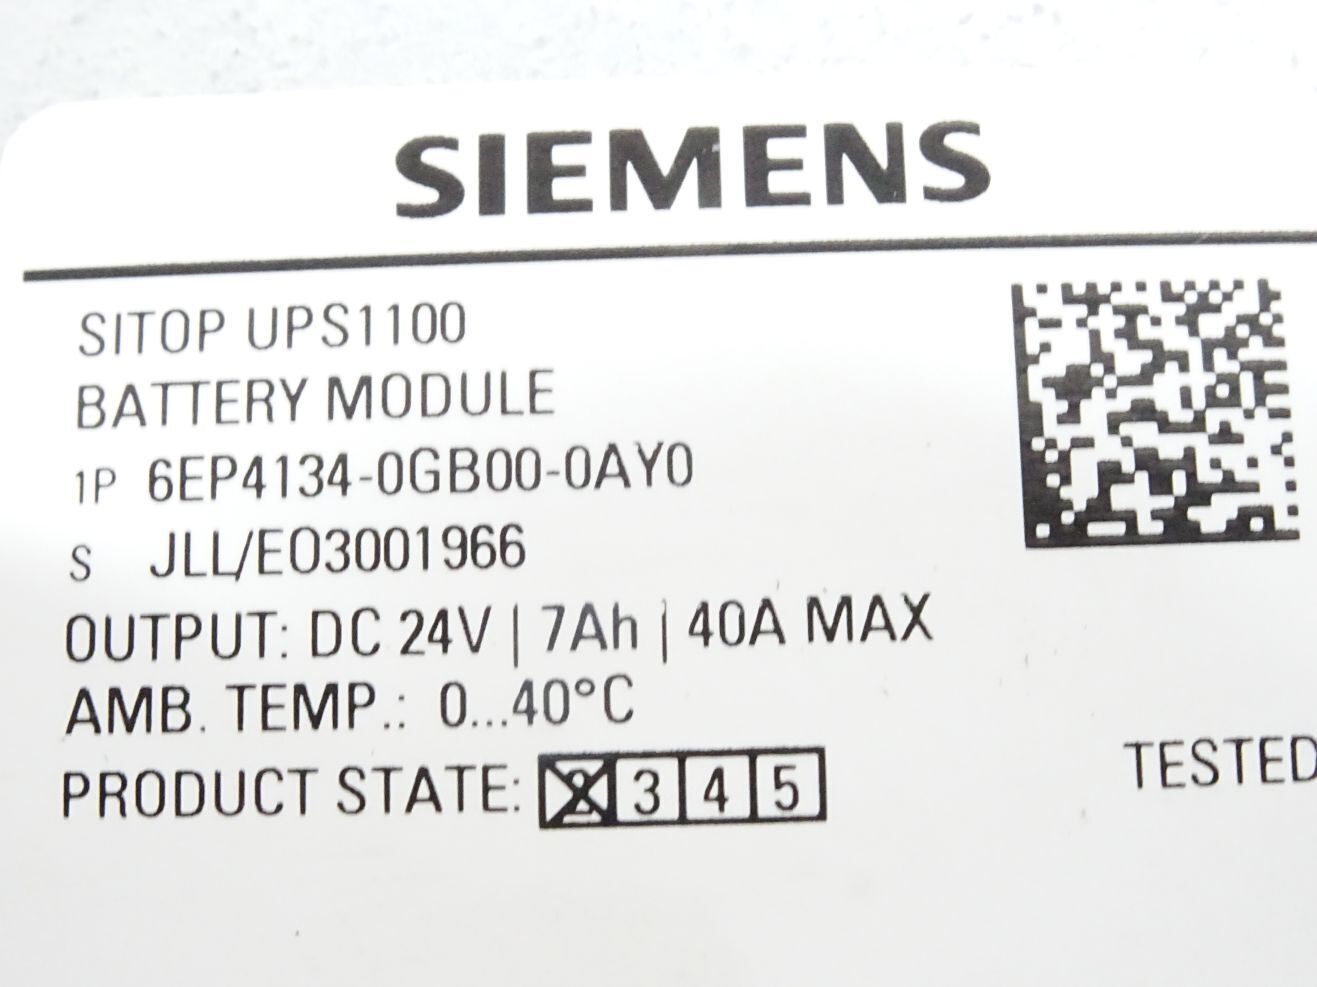 SIEMENS
SITOP UPS1100
BATTERY MODULE
1P 6EP4134-0GB00-0AY0
S JLL/EO3001966
OUTPUT: DC 24V | 7Ah | 40A MAX
AMB. TEMP.: 0...40°C
PRODUCT STATE: 2 3 4 5
TESTED